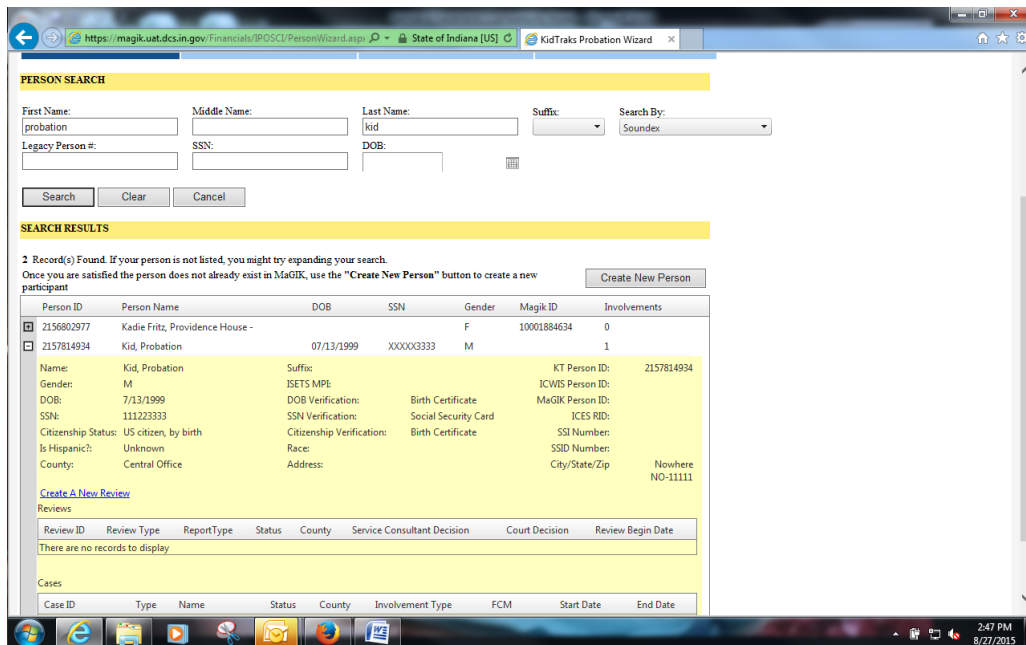 https://magik.uat.dcs.in.gov/Financials/IPOSCI/PersonWizard.asp State of Indiana [US] KidTraks Probation Wizard
PERSON SEARCH
First Name: Middle Name: Last Name: Suffix: Search By:
probation kid Soundex
Legacy Person #: SSN: DOB:
Search Clear Cancel
SEARCH RESULTS
2 Record(s) Found. If your person is not listed, you might try expanding your search.
Once you are satisfied the person does not already exist in MaGIK, use the "Create New Person" button to create a new
participant
Create New Person
Person ID Person Name DOB SSN Gender Magik ID Involvements
2156802977 Kadie Fritz, Providence House - F 10001884634 0
2157814934 Kid, Probation 07/13/1999 XXXXX3333 M 1
Name: Kid, Probation Suffix: KT Person ID: 2157814934
Gender: M ISETS MPI: ICWIS Person ID:
DOB: 7/13/1999 DOB Verification: Birth Certificate MaGIK Person ID:
SSN: 111223333 SSN Verification: Social Security Card ICES RID:
Citizenship Status: US citizen, by birth Citizenship Verification: Birth Certificate SSI Number:
Is Hispanic?: Unknown Race: SSID Number:
County: Central Office Address: City/State/Zip Nowhere
NO-11111
Create A New Review
Reviews
Review ID Review Type ReportType Status County Service Consultant Decision Court Decision Review Begin Date
There are no records to display
Cases
Case ID Type Name Status County Involvement Type FCM Start Date End Date
2:47 PM
8/27/2015